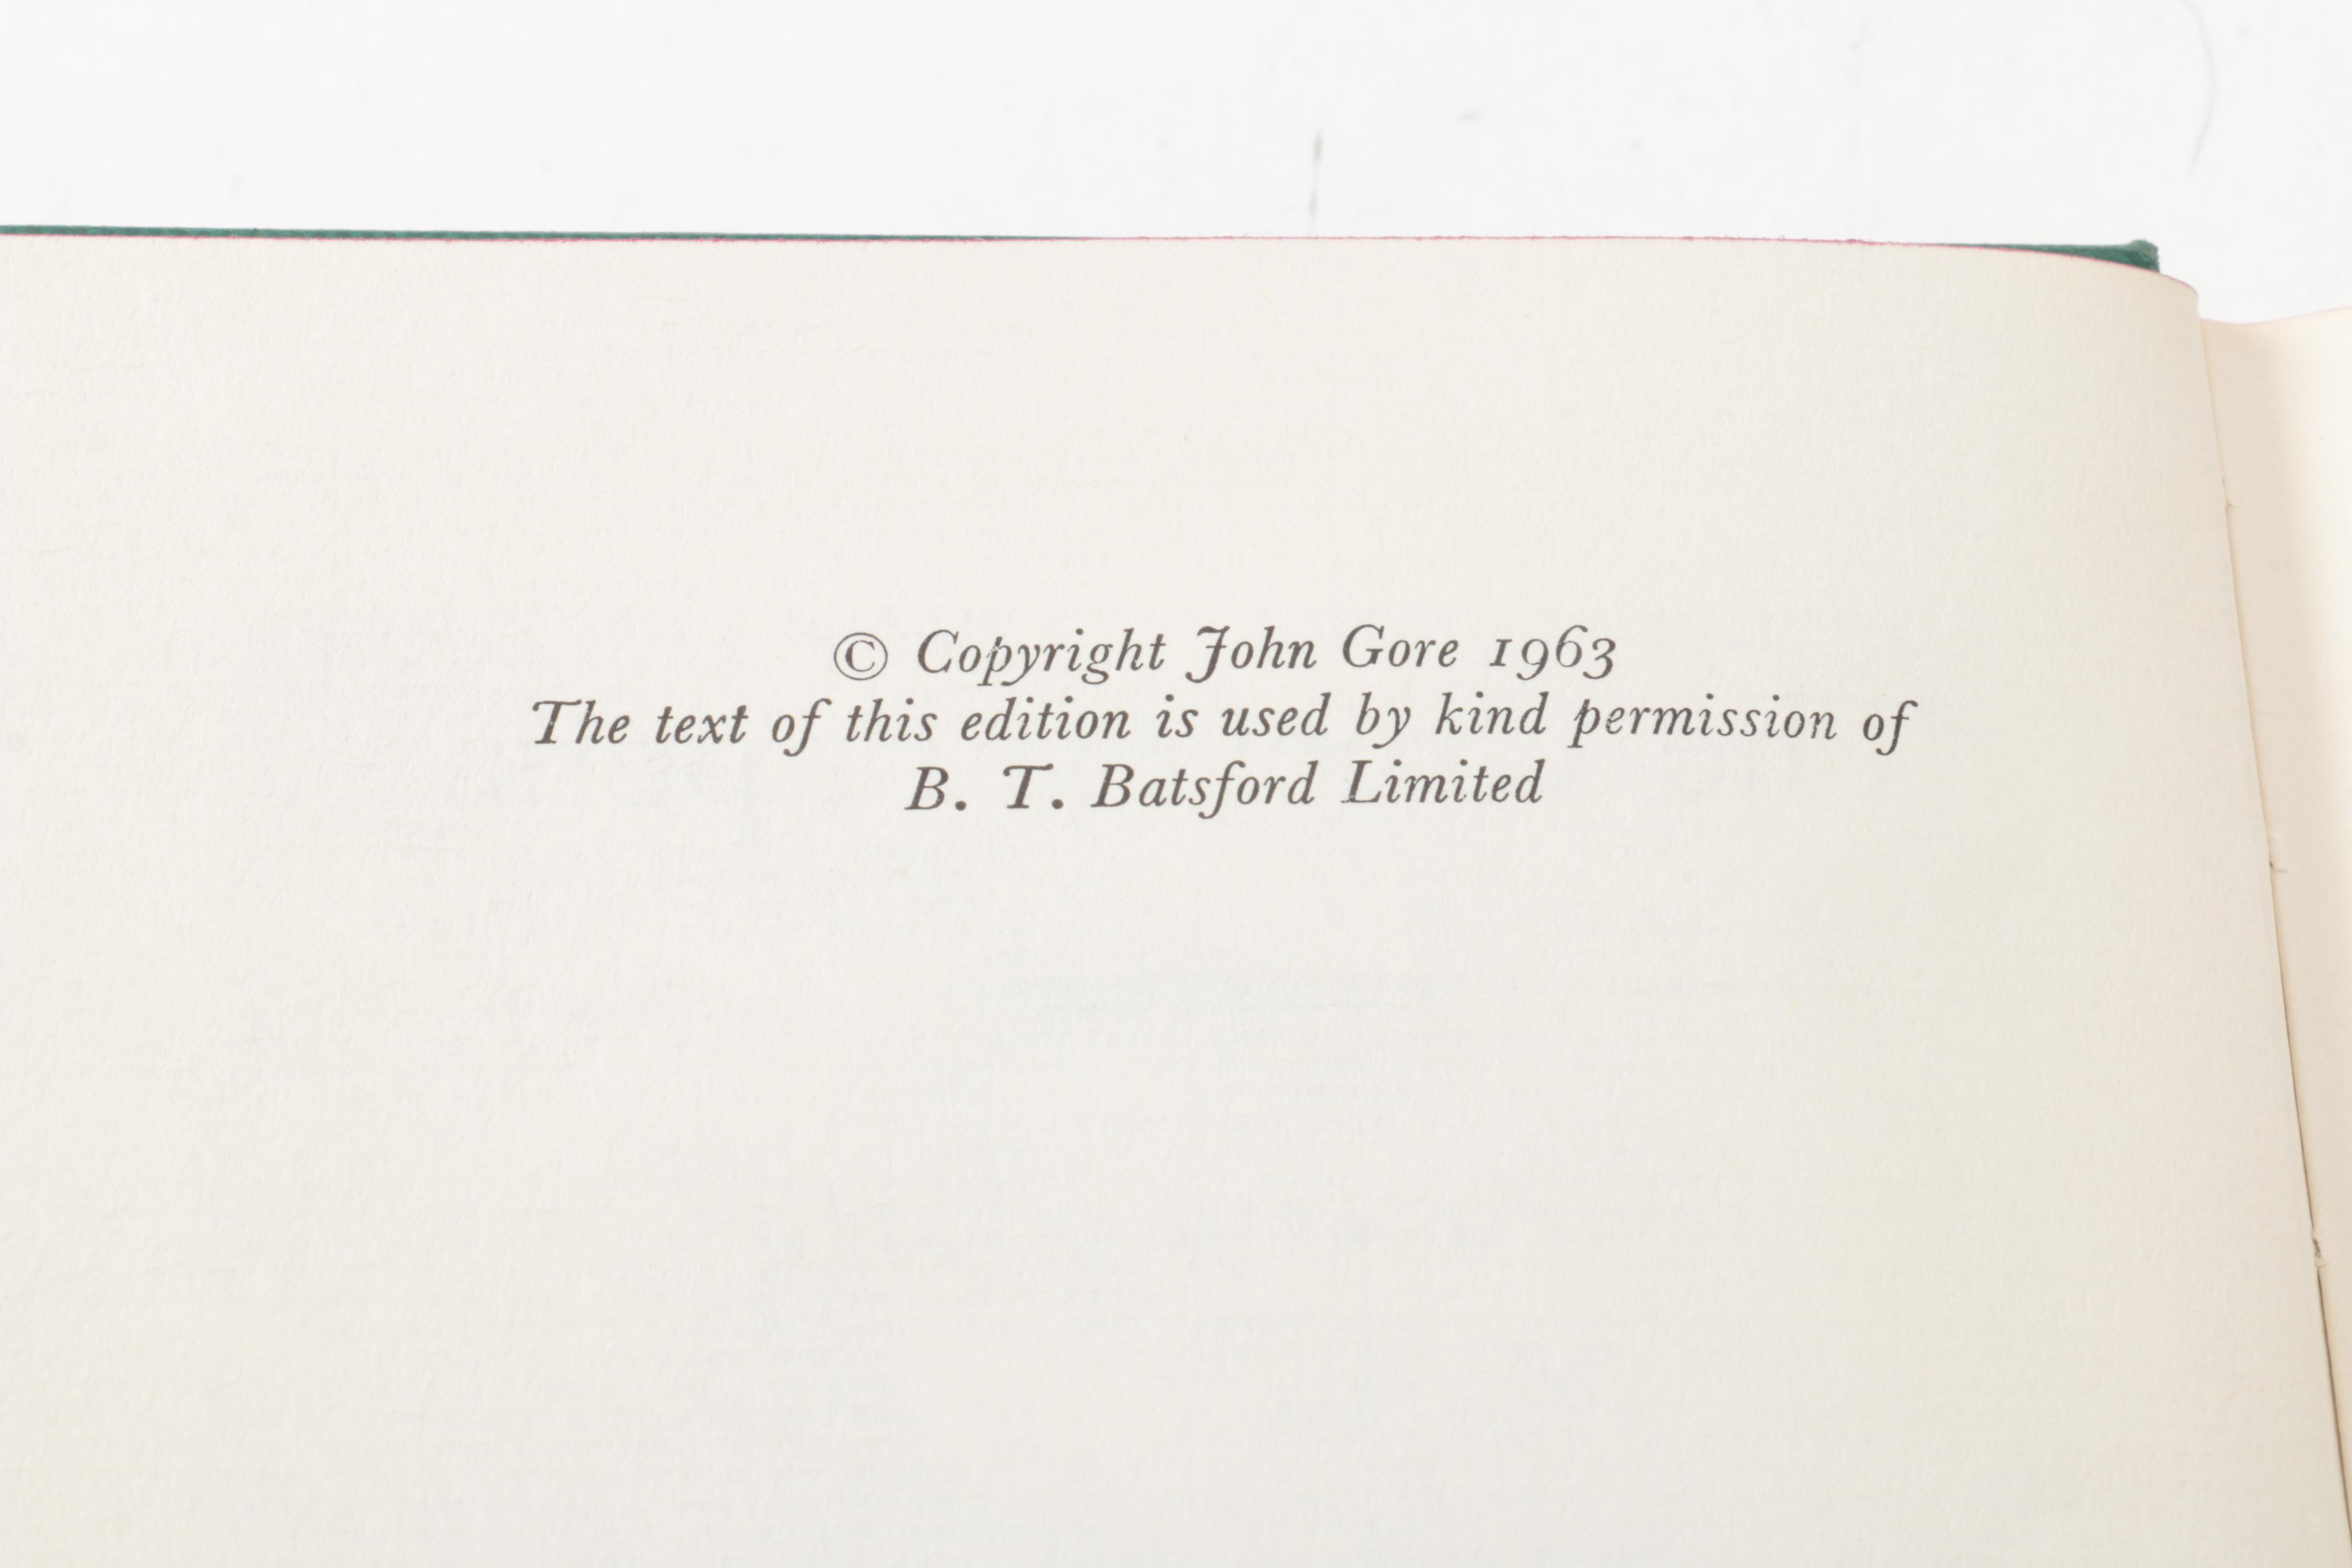 © Copyright John Gore 1963
The text of this edition is used by kind permission of
B. T. Batsford Limited